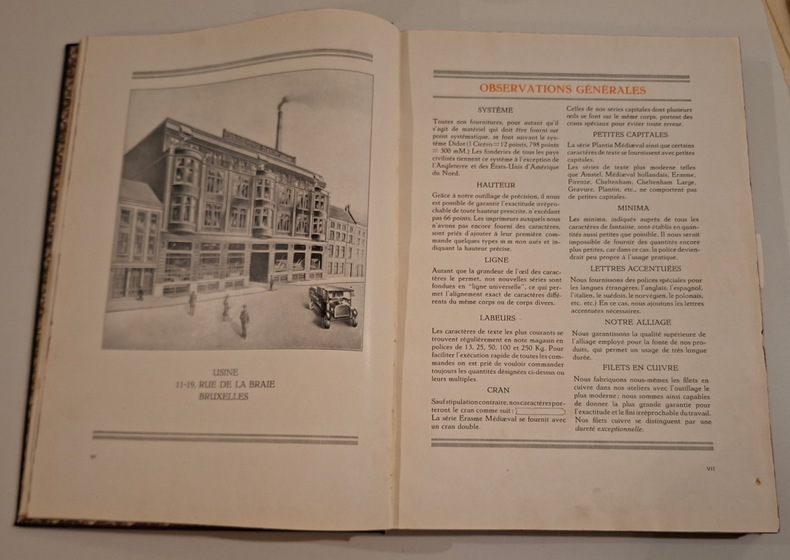 USINE
11-19, RUE DE LA BRAIE
BRUXELLES
OBSERVATIONS GÉNÉRALES
SYSTÈME
Toutes nos fournitures, pour autant qu'il
s'agit de matériel qui doit être fourni sur
point systématique, se font suivant le sys-
tème Didot (1 Cicéro = 12 points, 798 points
= 300 mM.) Les fonderies de tous les pays
civilisés tiennent ce système à l'exception de
l'Angleterre et des États-Unis d'Amérique
du Nord.
HAUTEUR
Grâce à notre outillage de précision, il nous
est possible de garantir l'exactitude irrépro-
chable de toute hauteur prescrite, n'excédant
pas 66 points. Les imprimeurs auxquels nous
n'avons pas encore fourni des caractères,
sont priés d'ajouter à leur première com-
mande quelques types m m non usés et in-
diquant la hauteur précise.
LIGNE
Autant que la grandeur de l'œil des carac-
tères le permet, nos nouvelles séries sont
fondues en "ligne universelle", ce qui per-
met l'alignement exact de caractères diffé-
rents du même corps ou de corps divers.
LABEURS
Les caractères de texte les plus courants se
trouvent régulièrement en notre magasin en
polices de 13, 25, 50, 100 et 250 Kg. Pour
faciliter l'exécution rapide de toutes les com-
mandes on est prié de vouloir commander
toujours les quantités désignées ci-dessus ou
leurs multiples.
CRAN
Sauf stipulation contraire, nos caractères por-
teront le cran comme suit :
La série Erasme Médiæval se fournit avec
un cran double.
Celles de nos séries capitales dont plusieurs
œils se font sur le même corps, portent des
crans spéciaux pour éviter toute erreur.
PETITES CAPITALES
La série Plantin Médiæval ainsi que certains
caractères de texte se fournissent avec petites
capitales.
Les séries de texte plus moderne telles
que Amstel, Médiæval hollandais, Erasme,
Firenze, Cheltenham, Cheltenham Large,
Gravure, Plantin, etc., ne comportent pas
de petites capitales.
MINIMA
Les minima, indiqués auprès de tous les
caractères de fantaisie, sont établis en quan-
tités aussi petites que possible. Il nous serait
impossible de fournir des quantités encore
plus petites, car dans ce cas, la police devien-
drait peu propre à l'usage pratique.
LETTRES ACCENTUÉES
Nous fournissons des polices spéciales pour
les langues étrangères, (l'anglais, l'espagnol,
l'italien, le suédois, le norvégien, le polonais,
etc. etc.) En ce cas, nous ajoutons les lettres
accentuées nécessaires.
NOTRE ALLIAGE
Nous garantissons la qualité supérieure de
l'alliage employé pour la fonte de nos pro-
duits, qui permet un usage de très longue
durée.
FILETS EN CUIVRE
Nous fabriquons nous-mêmes les filets en
cuivre dans nos ateliers avec l'outillage le
plus moderne ; nous sommes ainsi capables
de donner la plus grande garantie pour
l'exactitude et le fini irréprochable du travail.
Nos filets en cuivre se distinguent par une
dureté exceptionnelle.
VII